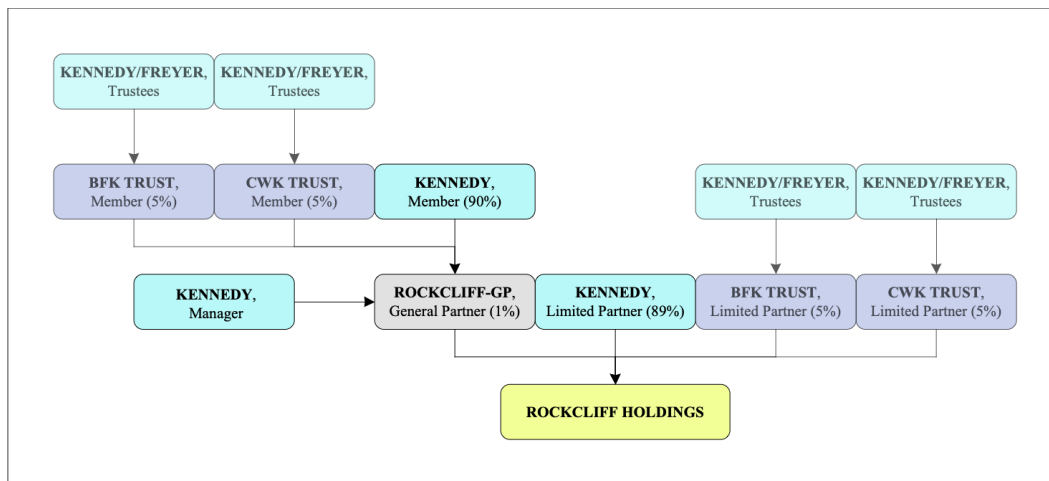 KENNEDY/FREYER,
Trustees
KENNEDY/FREYER,
Trustees
BFK TRUST,
Member (5%)
CWK TRUST,
Member (5%)
KENNEDY,
Member (90%)
KENNEDY/FREYER,
Trustees
KENNEDY/FREYER,
Trustees
KENNEDY,
Manager
ROCKCLIFF-GP,
General Partner (1%)
KENNEDY,
Limited Partner (89%)
BFK TRUST,
Limited Partner (5%)
CWK TRUST,
Limited Partner (5%)
ROCKCLIFF HOLDINGS